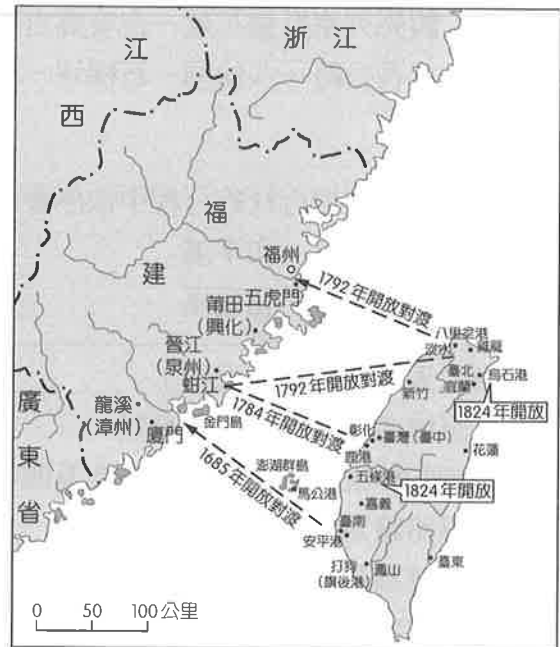 浙江
江西
福建
廣東省
福州
五虎門
莆田
(興化)
晉江
(泉州)
蚶江
龍溪
(漳州)
廈門
金門島
澎湖群島
馬公港
1792年開放對渡
1792年開放對渡
1784年開放對渡
1685年開放對渡
八里坌港
淡水
臺北
宜蘭
烏石港
1824年開放
新竹
彰化
鹿港
臺灣(臺中)
花蓮
五條港
1824年開放
嘉義
臺南
安平港
打狗
(旗後港)
鳳山
臺東
0 50 100公里